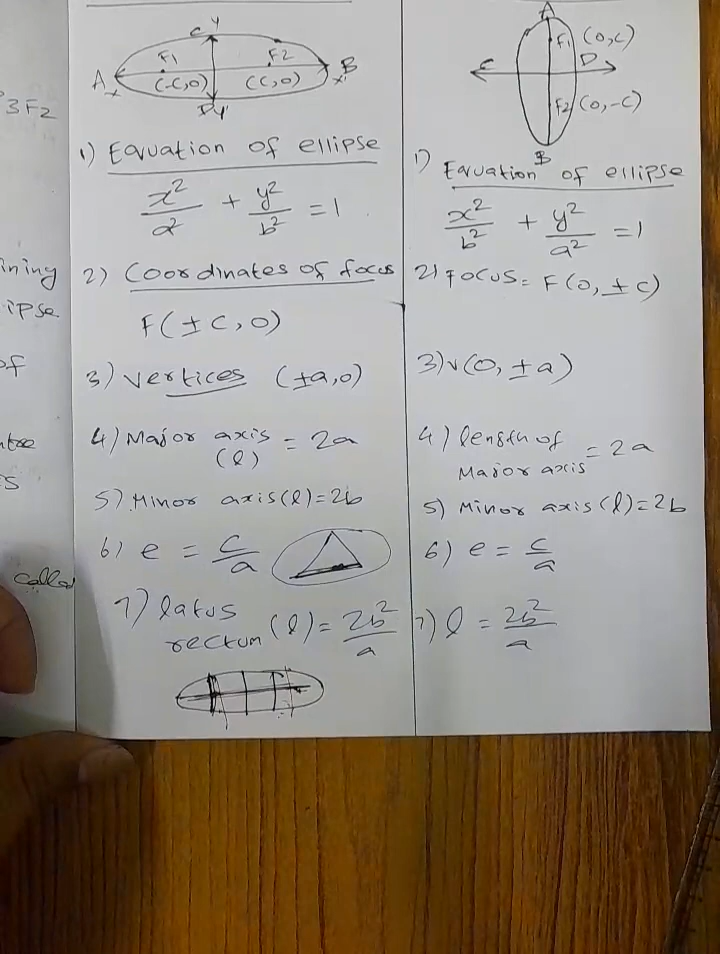 3F2
ining
ipse
of
s
called
C Y
F1 F2
A B
x (-c,0) (c,0) x'
D Y'
1) Equation of ellipse
x²/a² + y²/b² = 1
2) Coordinates of focus
F(±c, 0)
3) vertices (±a,0)
4) Major axis (l) = 2a
5) Minor axis(l)=2b
6) e = c/a
7) latus rectum (l) = 2b²/a
A
F1 (0,c)
C D
F2 (0,-c)
B
1) Equation of ellipse
x²/b² + y²/a² = 1
2) Focus = F(0, ±c)
3) v(0, ±a)
4) length of Major axis = 2a
5) Minor axis(l)=2b
6) e = c/a
7) l = 2b²/a